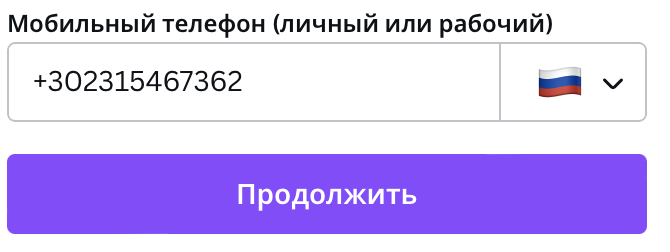 Мобильный телефон (личный или рабочий)
+302315467362
Продолжить